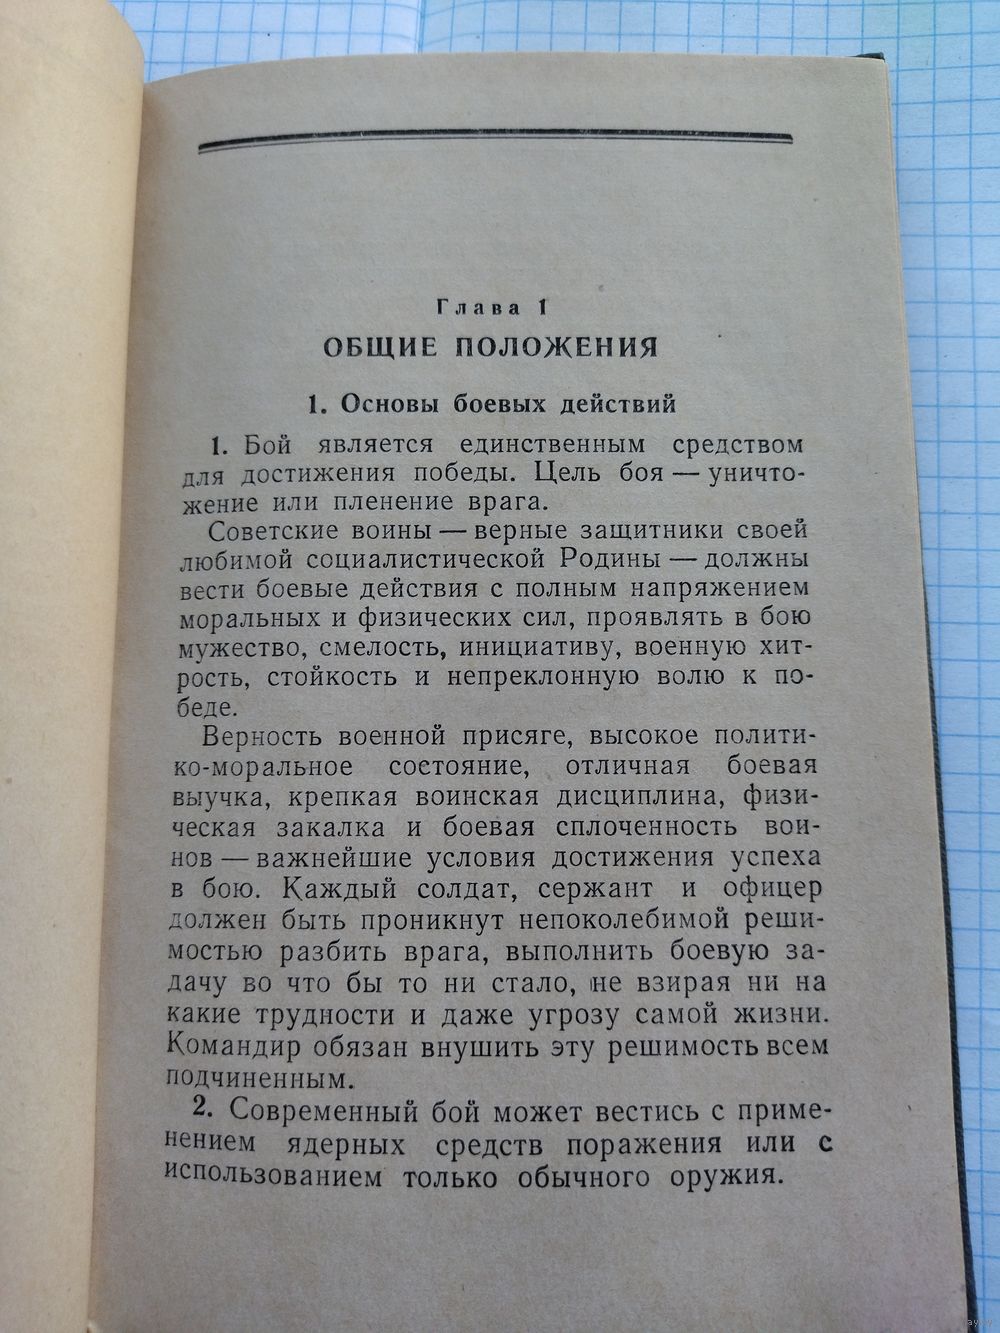 Глава 1
ОБЩИЕ ПОЛОЖЕНИЯ
1. Основы боевых действий
1. Бой является единственным средством
для достижения победы. Цель боя — уничто-
жение или пленение врага.
Советские воины — верные защитники своей
любимой социалистической Родины — должны
вести боевые действия с полным напряжением
моральных и физических сил, проявлять в бою
мужество, смелость, инициативу, военную хит-
рость, стойкость и непреклонную волю к по-
беде.
Верность военной присяге, высокое полити-
ко-моральное состояние, отличная боевая
выучка, крепкая воинская дисциплина, физи-
ческая закалка и боевая сплоченность вои-
нов — важнейшие условия достижения успеха
в бою. Каждый солдат, сержант и офицер
должен быть проникнут непоколебимой реши-
мостью разбить врага, выполнить боевую за-
дачу во что бы то ни стало, не взирая ни на
какие трудности и даже угрозу самой жизни.
Командир обязан внушить эту решимость всем
подчиненным.
2. Современный бой может вестись с приме-
нением ядерных средств поражения или с
использованием только обычного оружия.